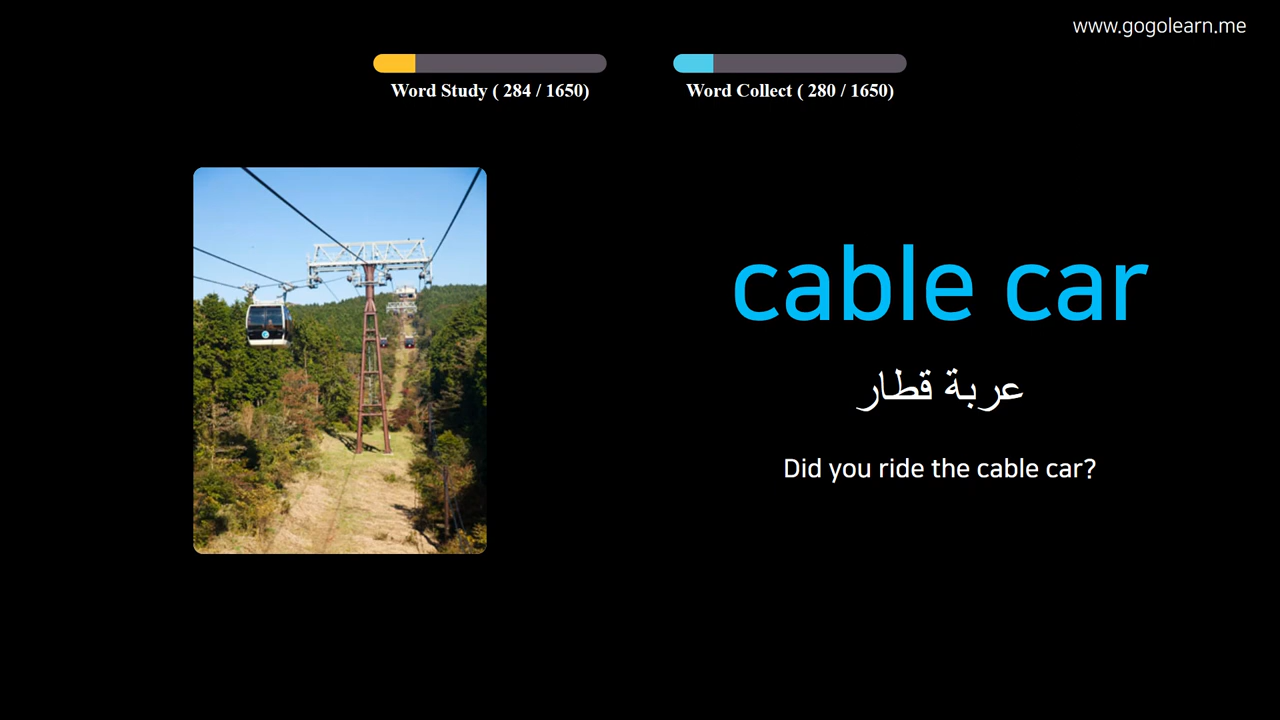 www.gogolearn.me
Word Study ( 284 / 1650)
Word Collect ( 280 / 1650)
cable car
عربة قطار
Did you ride the cable car?